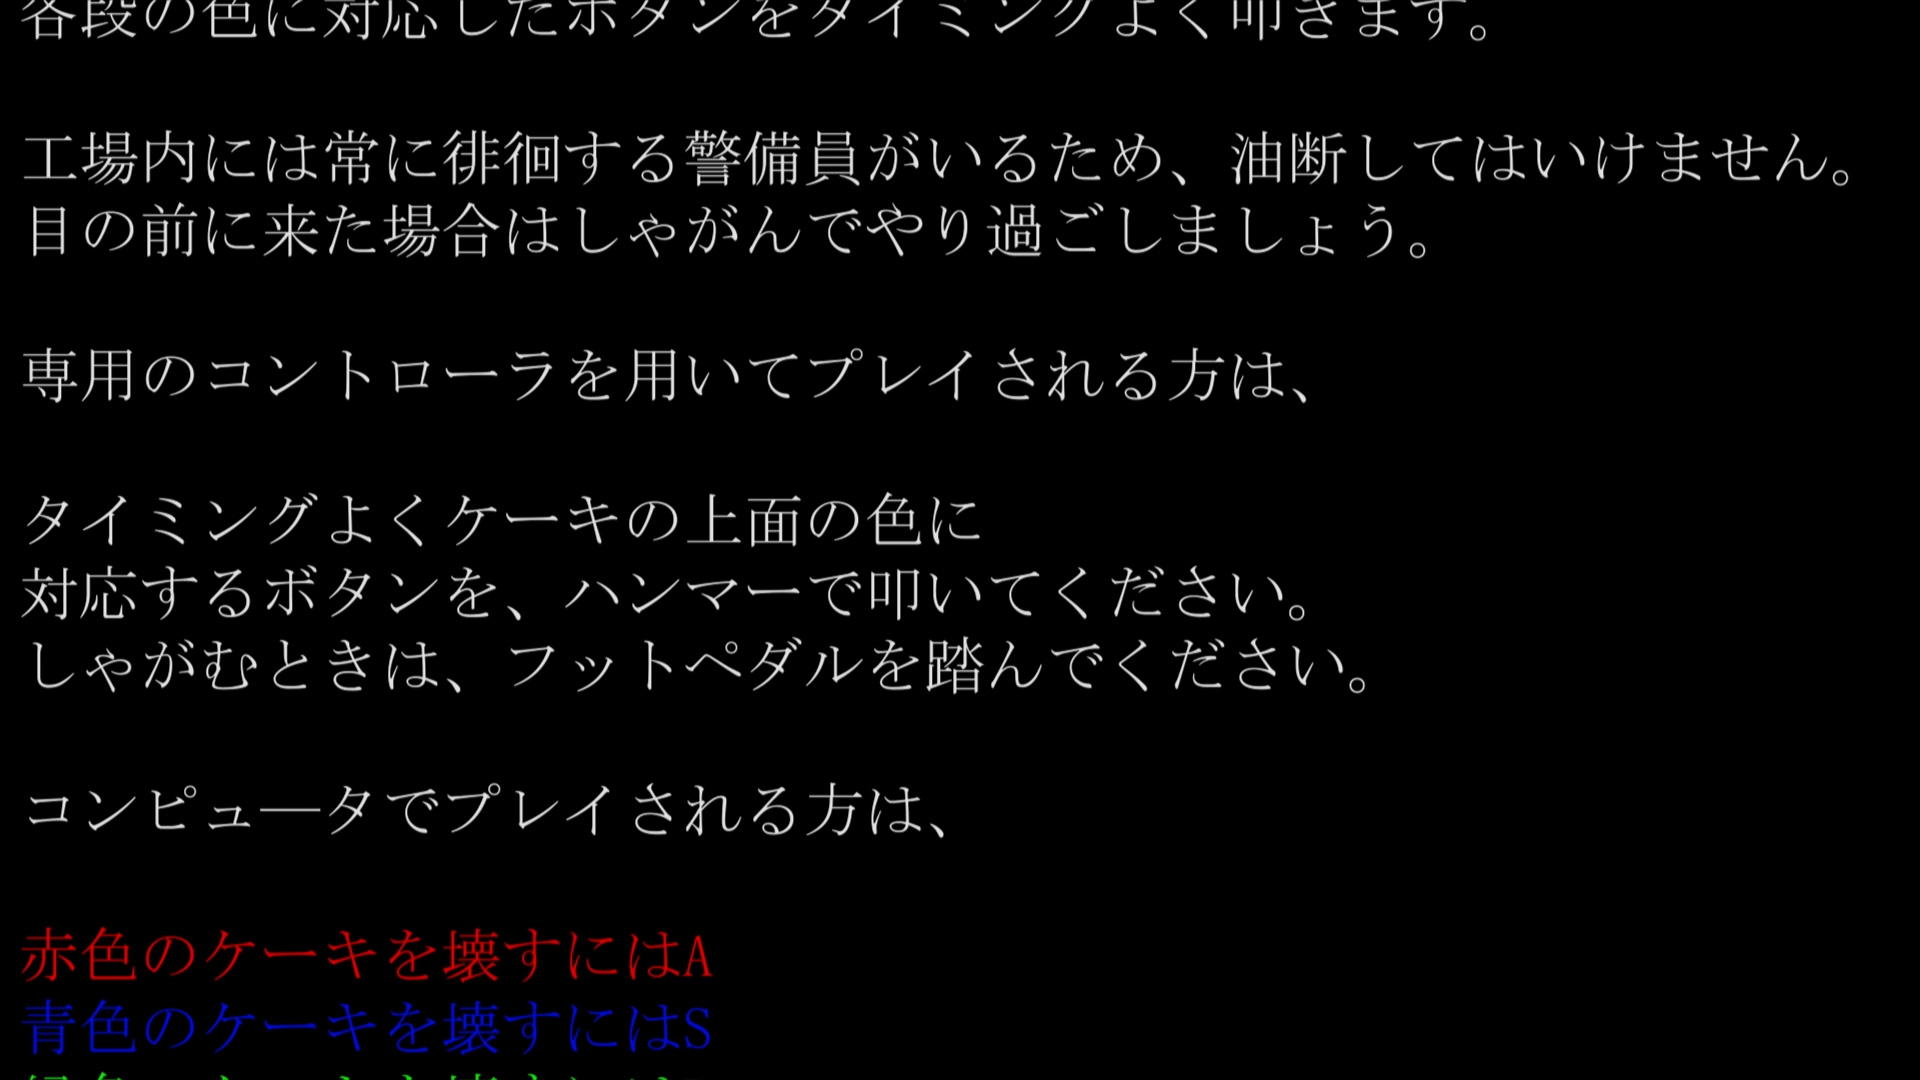 各段の色に対応したボタンをタイミングよく叩きます。
工場内には常に徘徊する警備員がいるため、油断してはいけません。
目の前に来た場合はしゃがんでやり過ごしましょう。
専用のコントローラを用いてプレイされる方は、
タイミングよくケーキの上面の色に
対応するボタンを、ハンマーで叩いてください。
しゃがむときは、フットペダルを踏んでください。
コンピュ―タでプレイされる方は、
赤色のケーキを壊すにはA
青色のケーキを壊すにはS